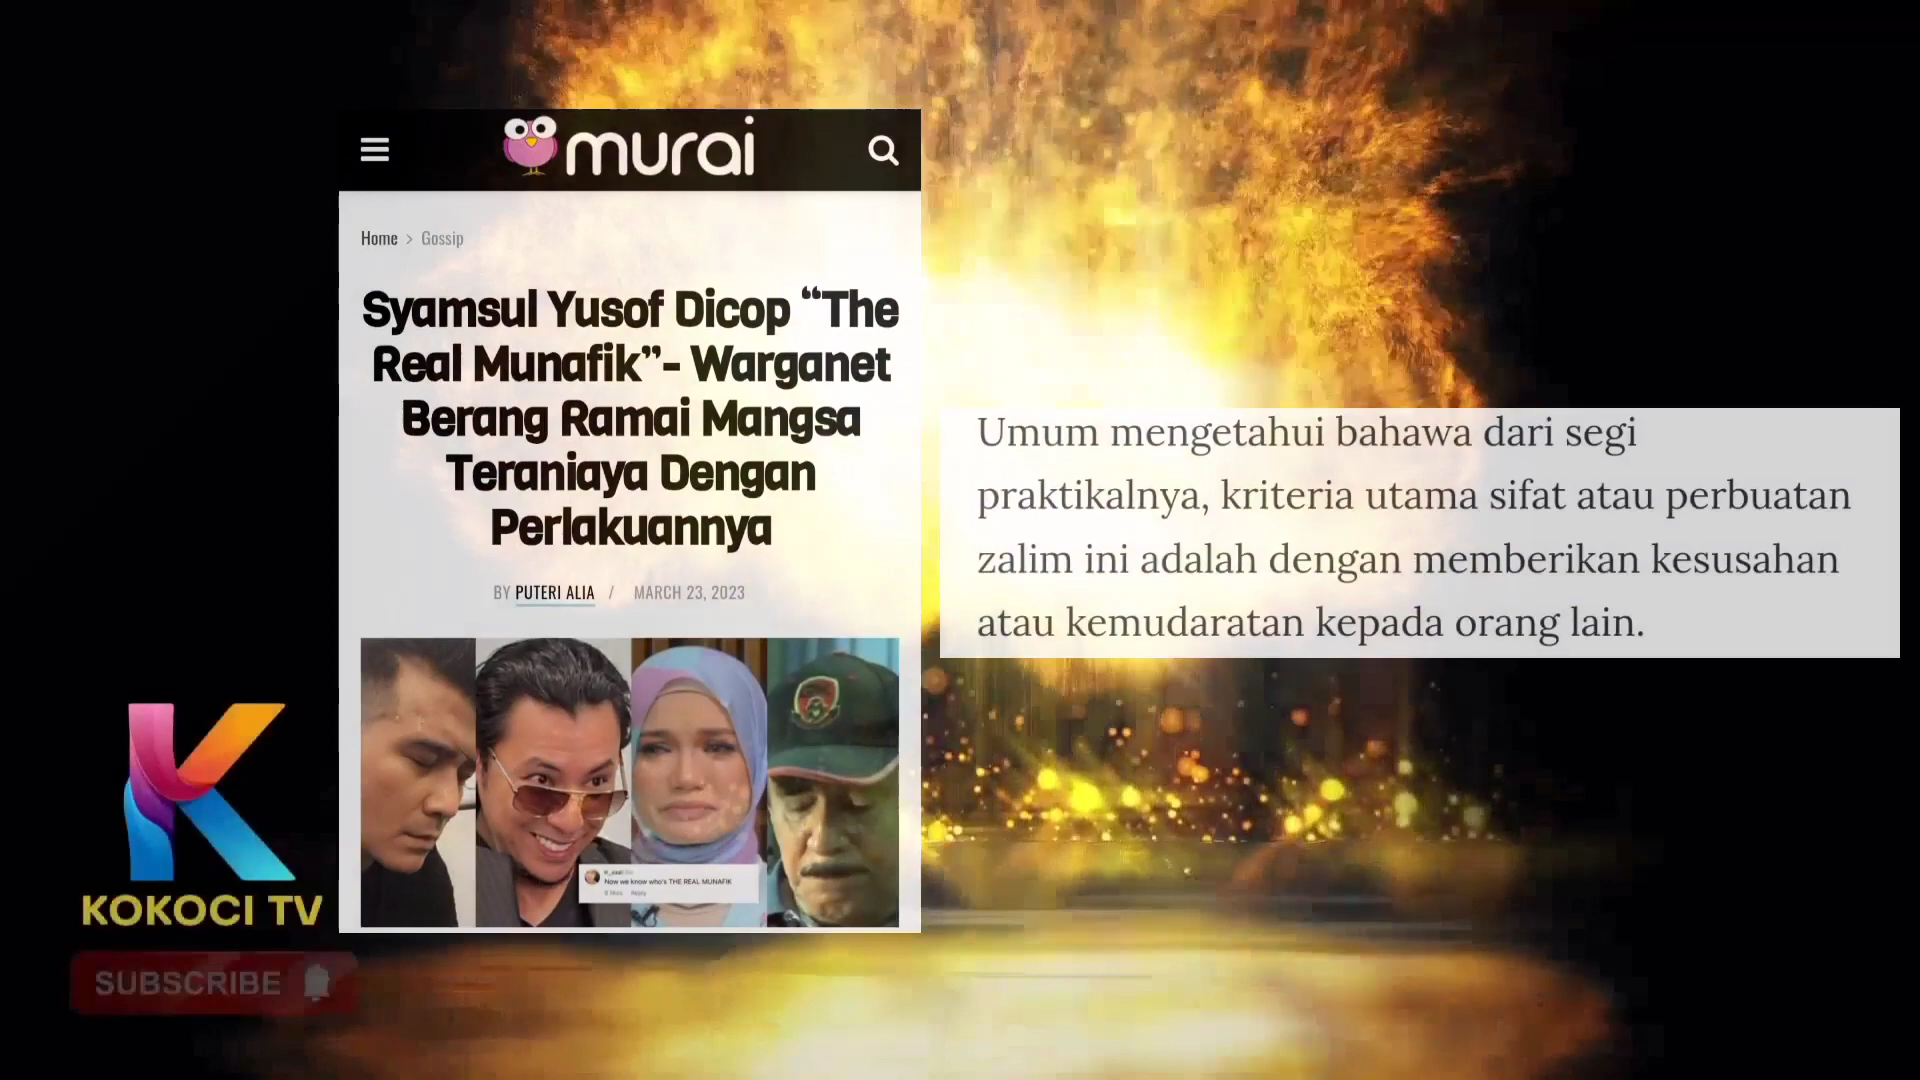 murai
Home > Gossip
Syamsul Yusof Dicop “The
Real Munafik”- Warganet
Berang Ramai Mangsa
Teraniaya Dengan
Perlakuannya
BY PUTERI ALIA / MARCH 23, 2023
Now we know who's THE REAL MUNAFIK
Reply
Umum mengetahui bahawa dari segi
praktikalnya, kriteria utama sifat atau perbuatan
zalim ini adalah dengan memberikan kesusahan
atau kemudaratan kepada orang lain.
KOKOCI TV
SUBSCRIBE